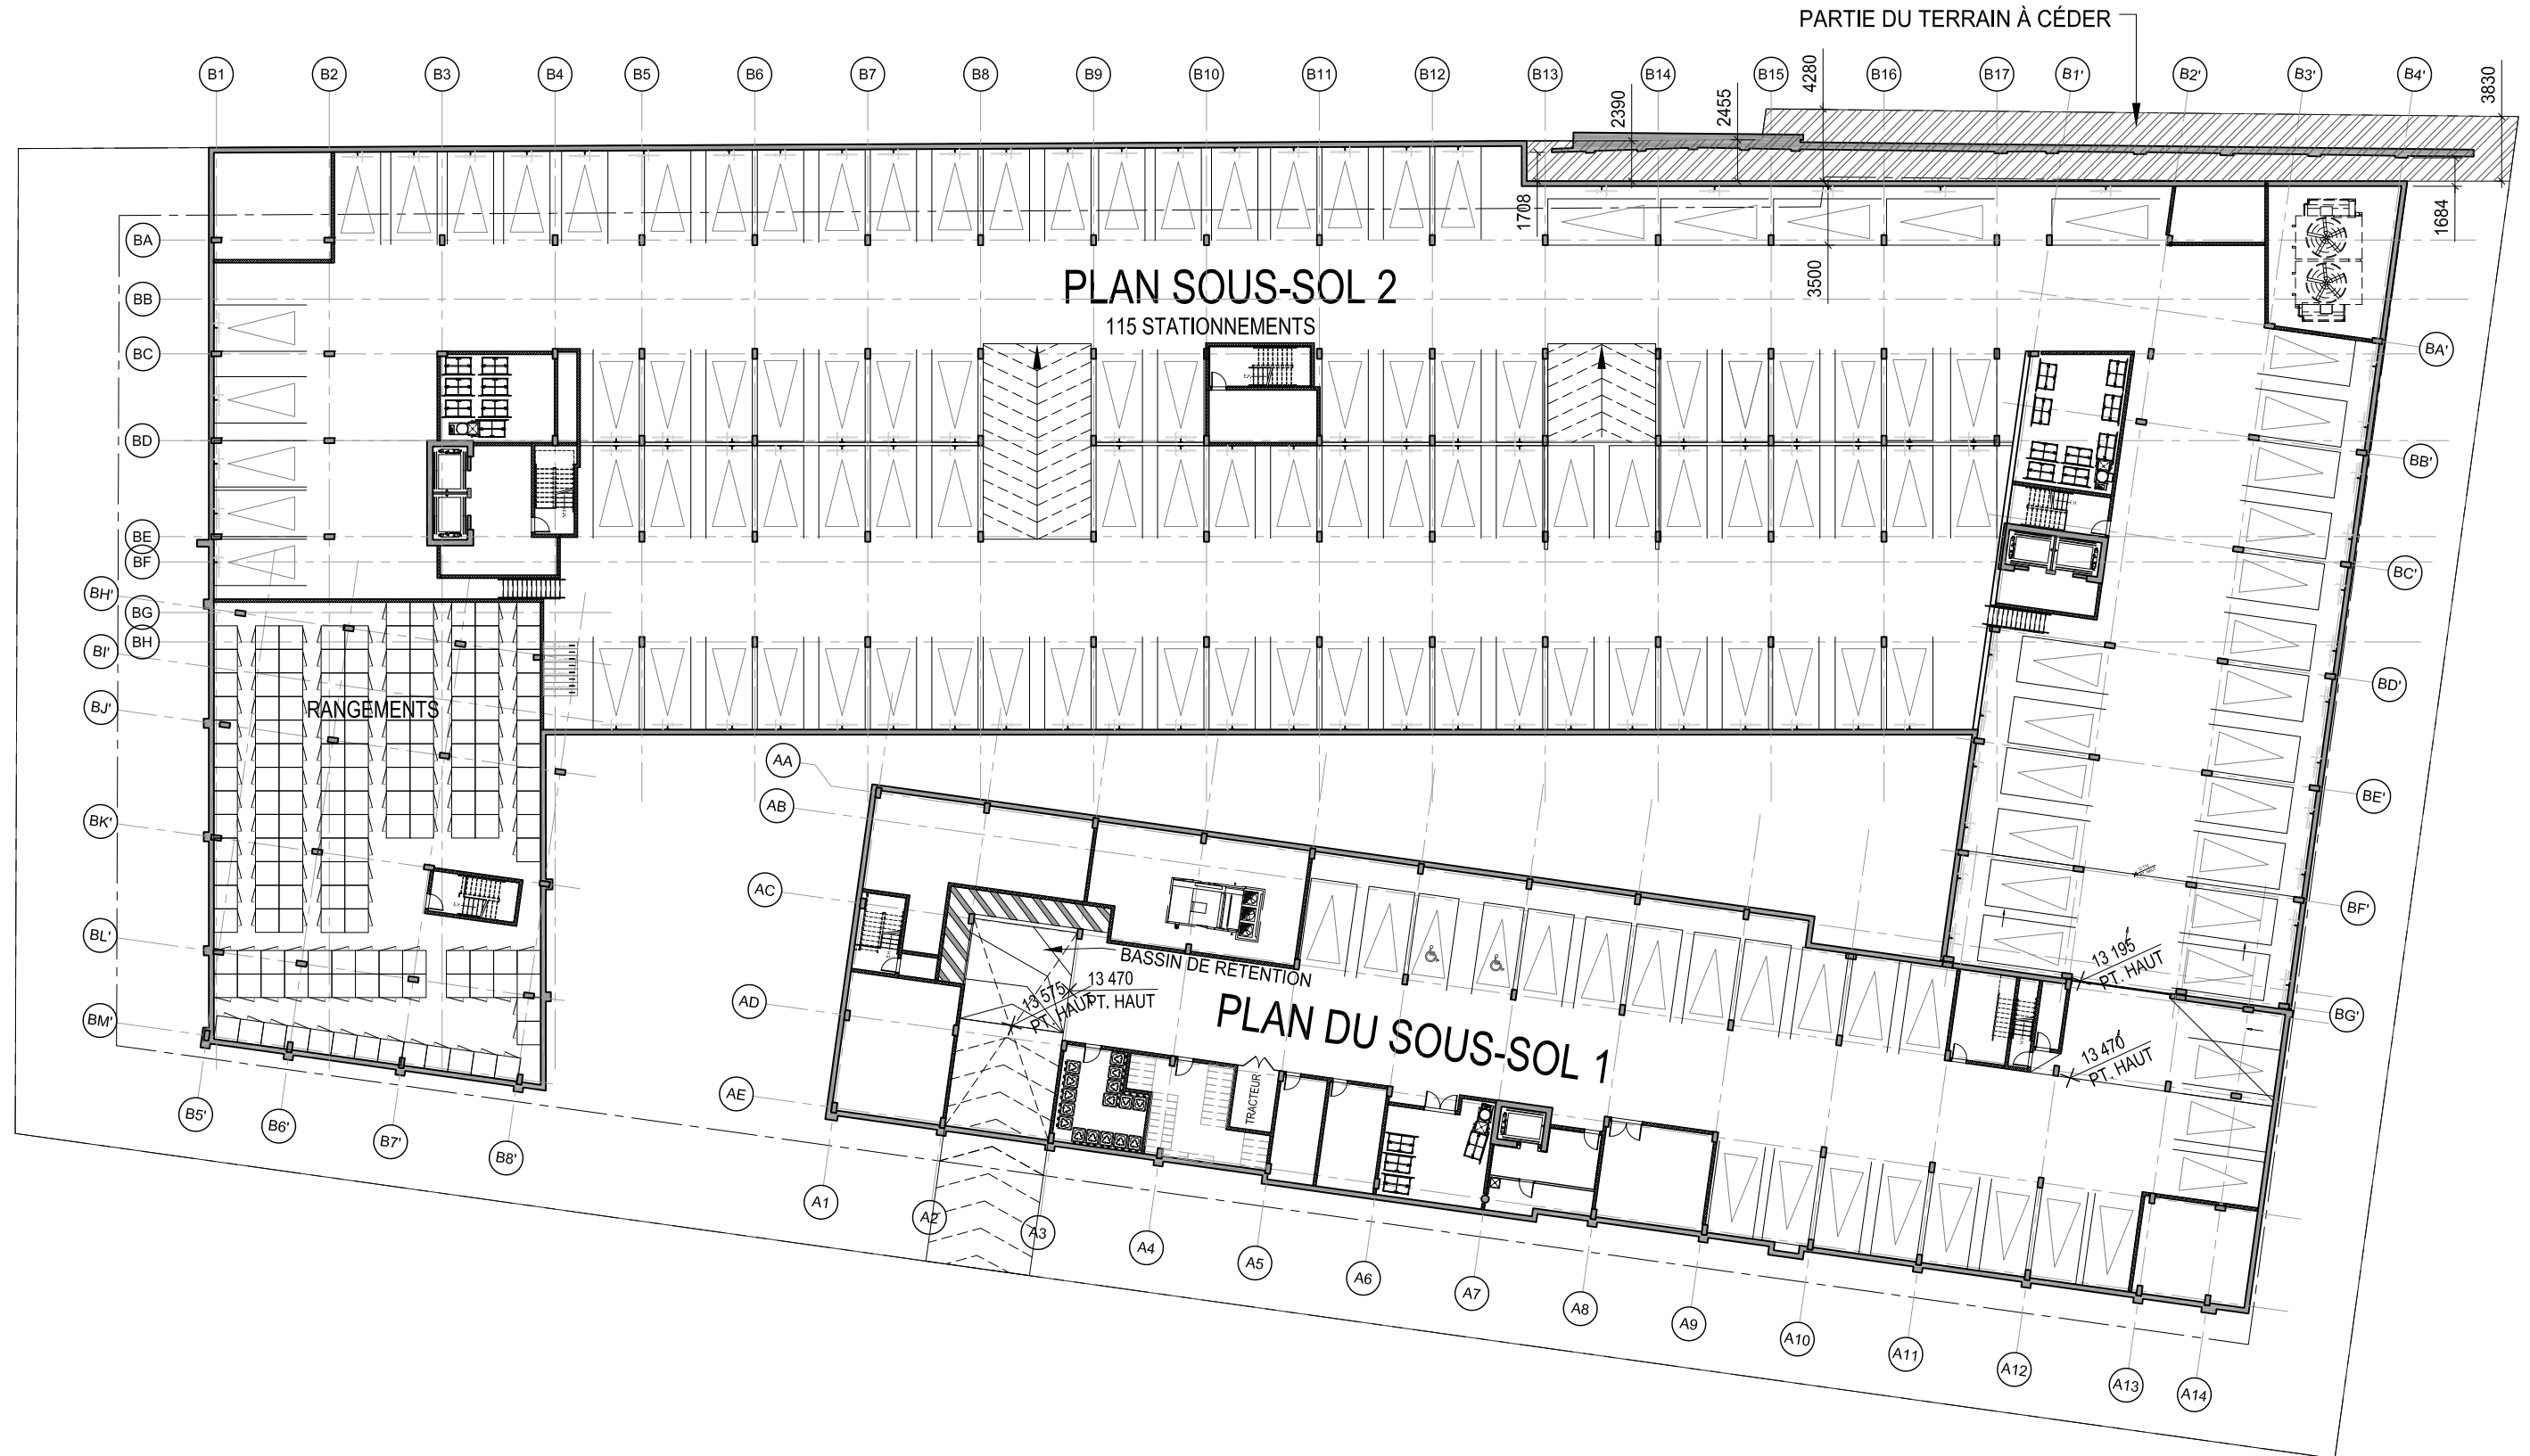 PARTIE DU TERRAIN À CÉDER
B1 B2 B3 B4 B5 B6 B7 B8 B9 B10 B11 B12 B13 B14 B15 B16 B17 B1' B2' B3' B4'
2390
2455
4280
3830
1708
3500
1684
BA
BB
BC
BD
BE
BF
BH'
BG
BH
BI'
BJ'
BK'
BL'
BM'
PLAN SOUS-SOL 2
115 STATIONNEMENTS
BA'
BB'
BC'
BD'
BE'
BF'
BG'
RANGEMENTS
B5'
B6'
B7'
B8'
AA
AB
AC
AD
AE
BASSIN DE RÉTENTION
13 575
PT. HAUT
13 470
PT. HAUT
PLAN DU SOUS-SOL 1
13 195
PT. HAUT
13 470
PT. HAUT
TRACTEUR
A1
A2
A3
A4
A5
A6
A7
A8
A9
A10
A11
A12
A13
A14